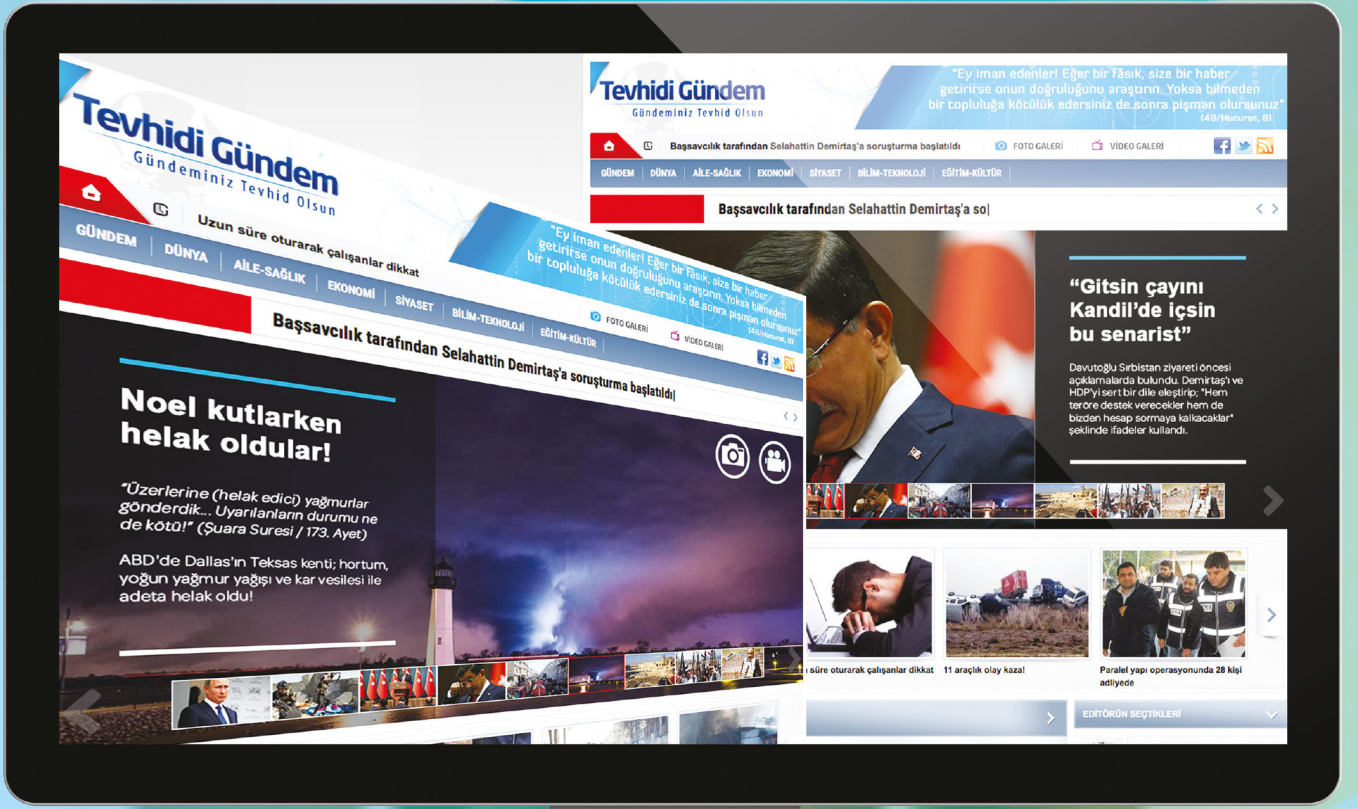 Tevhidi Gündem
Gündeminiz Tevhid Olsun
"Ey iman edenler! Eğer bir fasık, size bir haber
getirirse onun doğruluğunu araştırın. Yoksa bilmeden
bir topluluğa kötülük edersiniz de sonra pişman olursunuz"
(49/Hucurat, 6)
Uzun süre oturarak çalışanlar dikkat
FOTO GALERİ
VİDEO GALERİ
GÜNDEM
DÜNYA
AİLE-SAĞLIK
EKONOMİ
SİYASET
BİLİM-TEKNOLOJİ
EĞİTİM-KÜLTÜR
Başsavcılık tarafından Selahattin Demirtaş'a soruşturma başlatıldı|
Noel kutlarken
helak oldular!
"Üzerlerine (helak edici) yağmurlar
gönderdik... Uyarılanların durumu ne
de kötü!" (Şuara Suresi / 173. Ayet)
ABD'de Dallas'ın Teksas kenti; hortum,
yoğun yağmur yağışı ve kar vesilesi ile
adeta helak oldu!
Tevhidi Gündem
Gündeminiz Tevhid Olsun
"Ey iman edenler! Eğer bir fasık, size bir haber
getirirse onun doğruluğunu araştırın. Yoksa bilmeden
bir topluluğa kötülük edersiniz de sonra pişman olursunuz"
(49/Hucurat, 6)
Başsavcılık tarafından Selahattin Demirtaş'a soruşturma başlatıldı
FOTO GALERİ
VİDEO GALERİ
GÜNDEM
DÜNYA
AİLE-SAĞLIK
EKONOMİ
SİYASET
BİLİM-TEKNOLOJİ
EĞİTİM-KÜLTÜR
Başsavcılık tarafından Selahattin Demirtaş'a so|
"Gitsin çayını
Kandil'de içsin
bu senarist"
Davutoğlu Sırbistan ziyareti öncesi
açıklamalarda bulundu. Demirtaş'ı ve
HDP'yi sert bir dile eleştirip; "Hem
teröre destek verecekler hem de
bizden hesap sormaya kalkacaklar"
şeklinde ifadeler kullandı.
süre oturarak çalışanlar dikkat
11 araçlık olay kaza!
Paralel yapı operasyonunda 28 kişi
adliyede
EDİTÖRÜN SEÇTİKLERİ